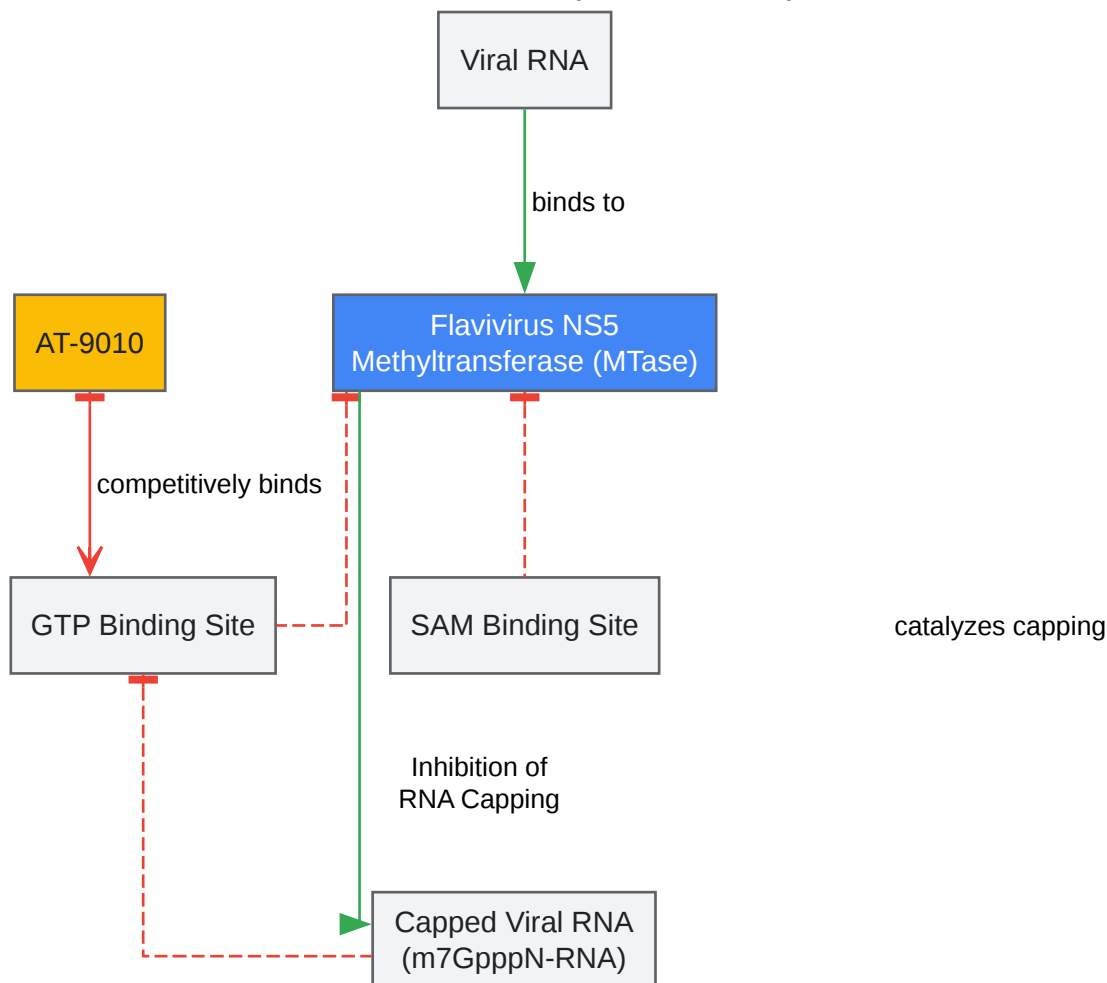 Viral RNA
binds to
AT-9010
Flavivirus NS5
Methyltransferase (MTase)
competitively binds
GTP Binding Site
SAM Binding Site
catalyzes capping
Inhibition of
RNA Capping
Capped Viral RNA
(m7GpppN-RNA)